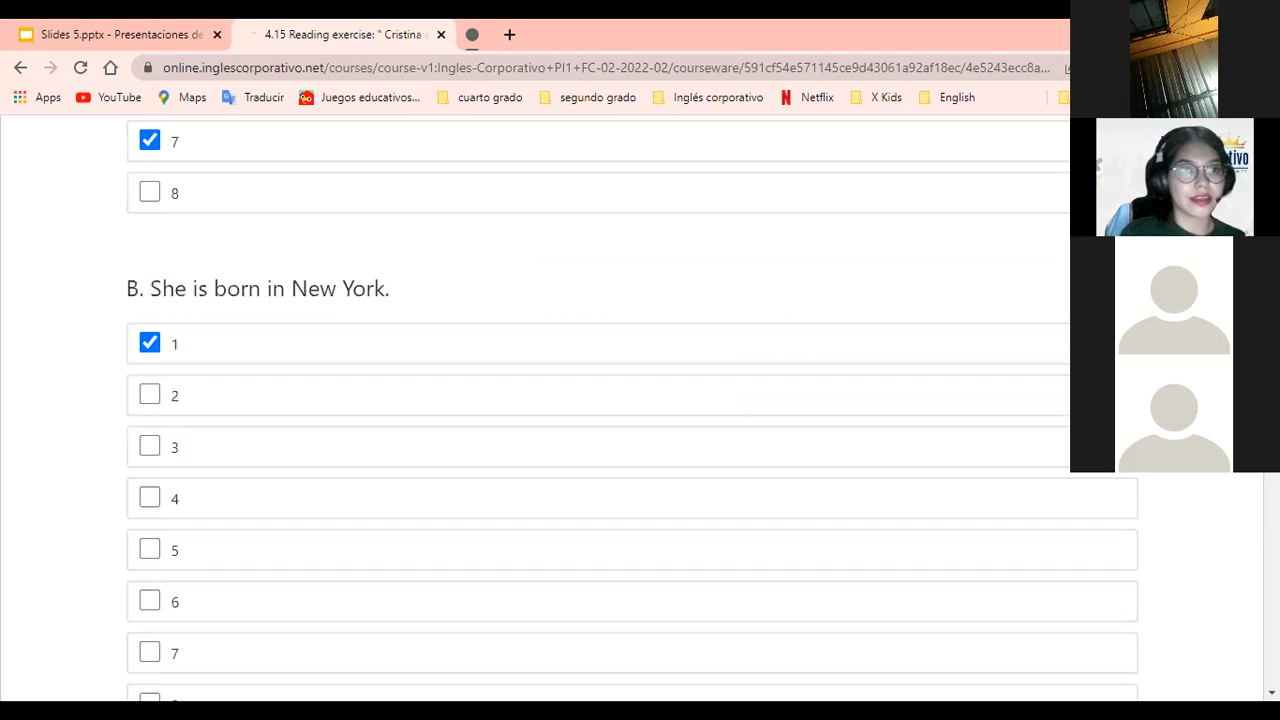 Slides 5.pptx - Presentaciones de
4.15 Reading exercise: " Cristina
online.inglescorporativo.net/courses/course-v1:Ingles-Corporativo+PI1+FC-02-2022-02/courseware/591cf54e571145ce9d43061a92af18ec/4e5243ecc8a...
Apps YouTube Maps Traducir Juegos educativos... cuarto grado segundo grado Inglés corporativo Netflix X Kids English
7
8
B. She is born in New York.
1
2
3
4
5
6
7